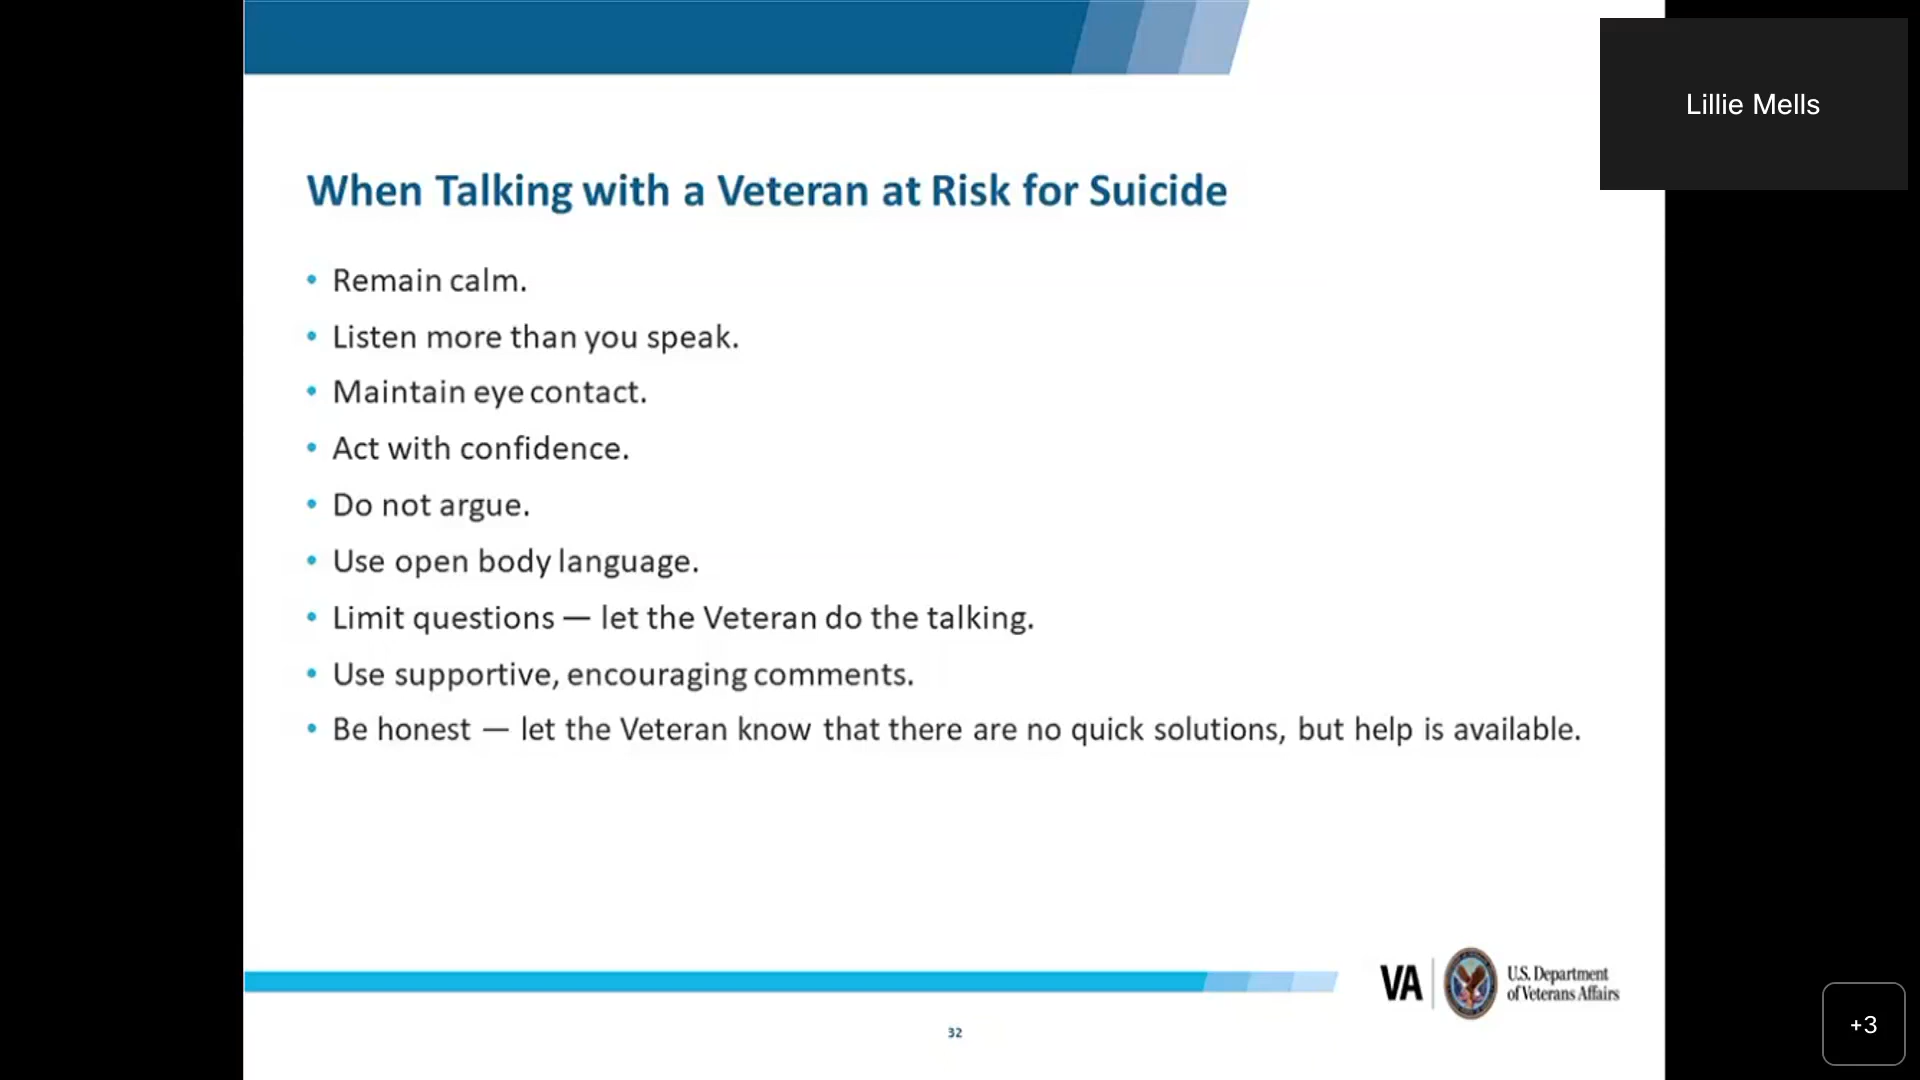 Lillie Mells
When Talking with a Veteran at Risk for Suicide
• Remain calm.
• Listen more than you speak.
• Maintain eye contact.
• Act with confidence.
• Do not argue.
• Use open body language.
• Limit questions — let the Veteran do the talking.
• Use supportive, encouraging comments.
• Be honest — let the Veteran know that there are no quick solutions, but help is available.
VA
U.S. Department
of Veterans Affairs
32
+3